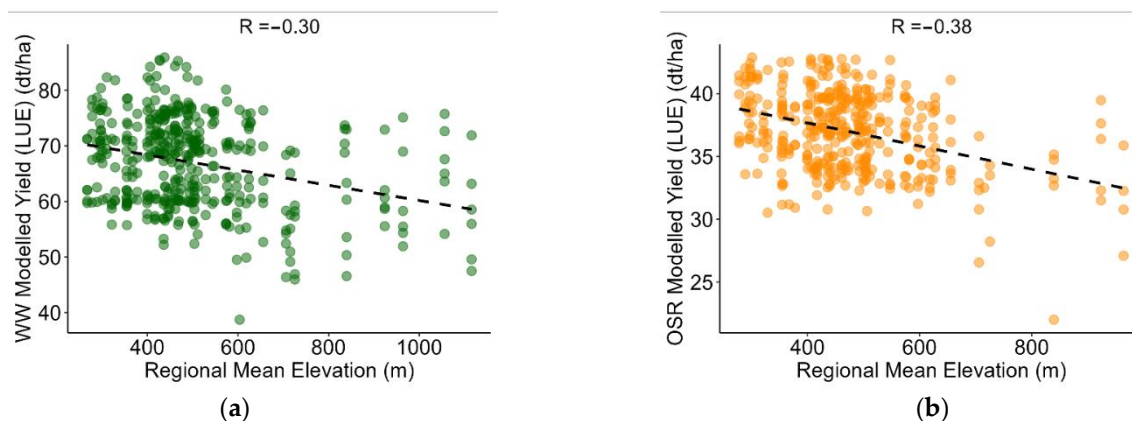 R =−0.30
WW Modelled Yield (LUE) (dt/ha)
80
70
60
50
40
400
600
800
1000
Regional Mean Elevation (m)
(a)
R =−0.38
OSR Modelled Yield (LUE) (dt/ha)
40
35
30
25
400
600
800
Regional Mean Elevation (m)
(b)